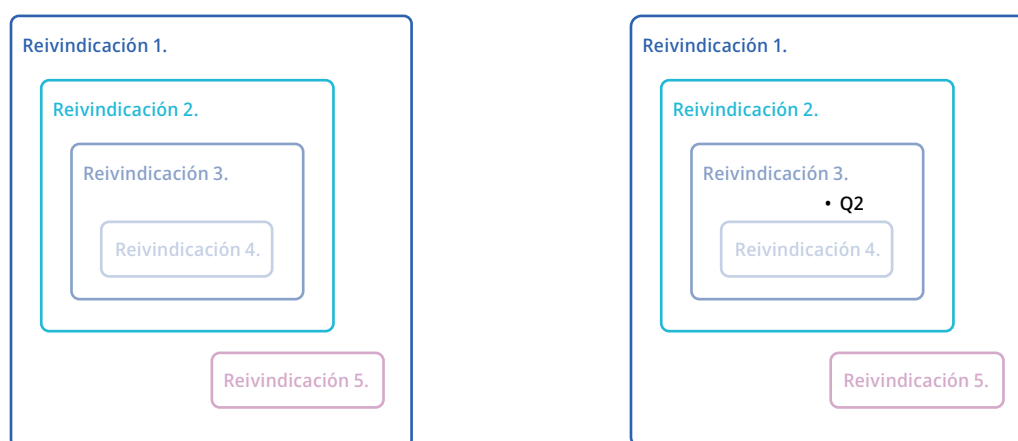 Reivindicación 1.
Reivindicación 2.
Reivindicación 3.
Reivindicación 4.
Reivindicación 5.
Reivindicación 1.
Reivindicación 2.
Reivindicación 3.
• Q2
Reivindicación 4.
Reivindicación 5.